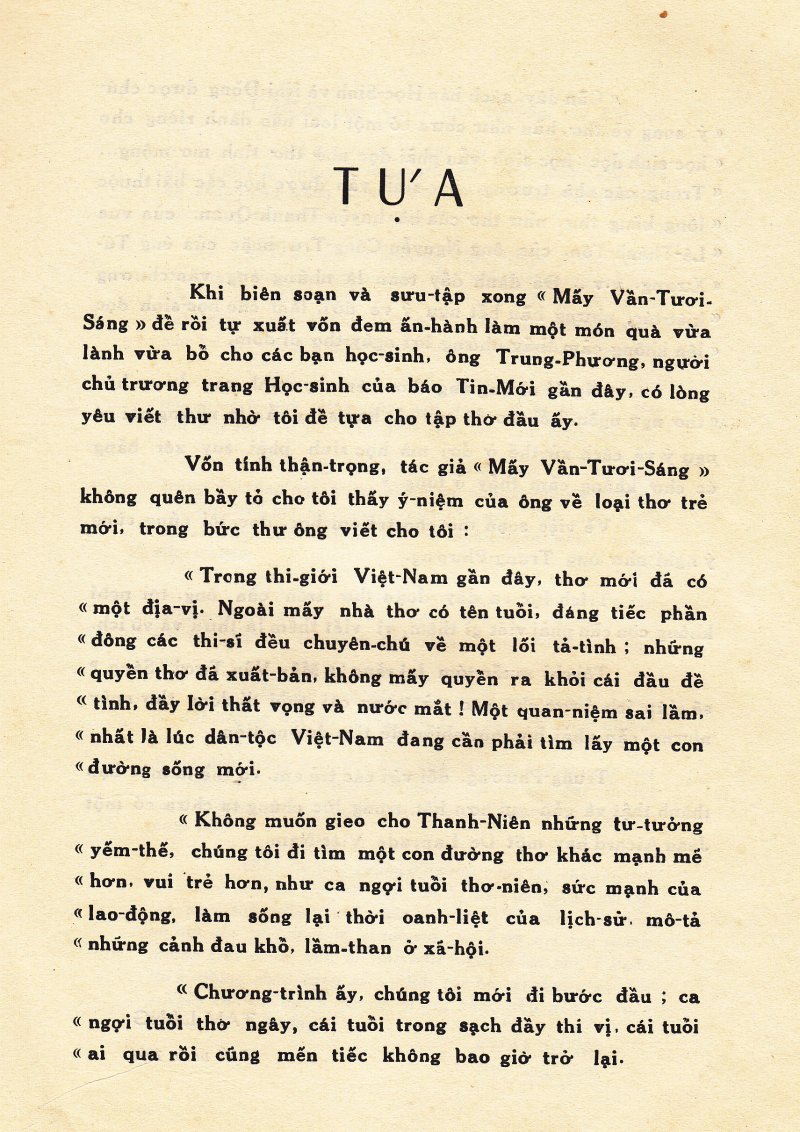 TỰA
Khi biên soạn và sưu-tập xong « Mấy Vần-Tươi-
Sáng » để rồi tự xuất vốn đem ấn-hành làm một món quà vừa
lành vừa bổ cho các bạn học-sinh, ông Trung-Phương, người
chủ trương trang Học-sinh của báo Tin-Mới gần đây, có lòng
yêu viết thư nhờ tôi đề tựa cho tập thơ đầu ấy.
Vốn tính thận-trọng, tác giả « Mấy Vần-Tươi-Sáng »
không quên bầy tỏ cho tôi thấy ý-niệm của ông về loại thơ trẻ
mới, trong bức thư ông viết cho tôi :
« Trong thi-giới Việt-Nam gần đây, thơ mới đã có
« một địa-vị. Ngoài mấy nhà thơ có tên tuổi, đáng tiếc phần
« đông các thi-sĩ đều chuyên-chú về một lối tả-tình ; những
« quyển thơ đã xuất-bản, không mấy quyển ra khỏi cái đầu đề
« tình, đầy lời thất vọng và nước mắt ! Một quan-niệm sai lầm,
« nhất là lúc dân-tộc Việt-Nam đang cần phải tìm lấy một con
« đường sống mới.
« Không muốn gieo cho Thanh-Niên những tư-tưởng
« yếm-thế, chúng tôi đi tìm một con đường thơ khác mạnh mẽ
« hơn, vui trẻ hơn, như ca ngợi tuổi thơ-niên, sức mạnh của
« lao-động, làm sống lại thời oanh-liệt của lịch-sử, mô-tả
« những cảnh đau khổ, lầm-than ở xã-hội.
« Chương-trình ấy, chúng tôi mới đi bước đầu ; ca
« ngợi tuổi thơ ngây, cái tuổi trong sạch đầy thi vị, cái tuổi
« ai qua rồi cũng mến tiếc không bao giờ trở lại.